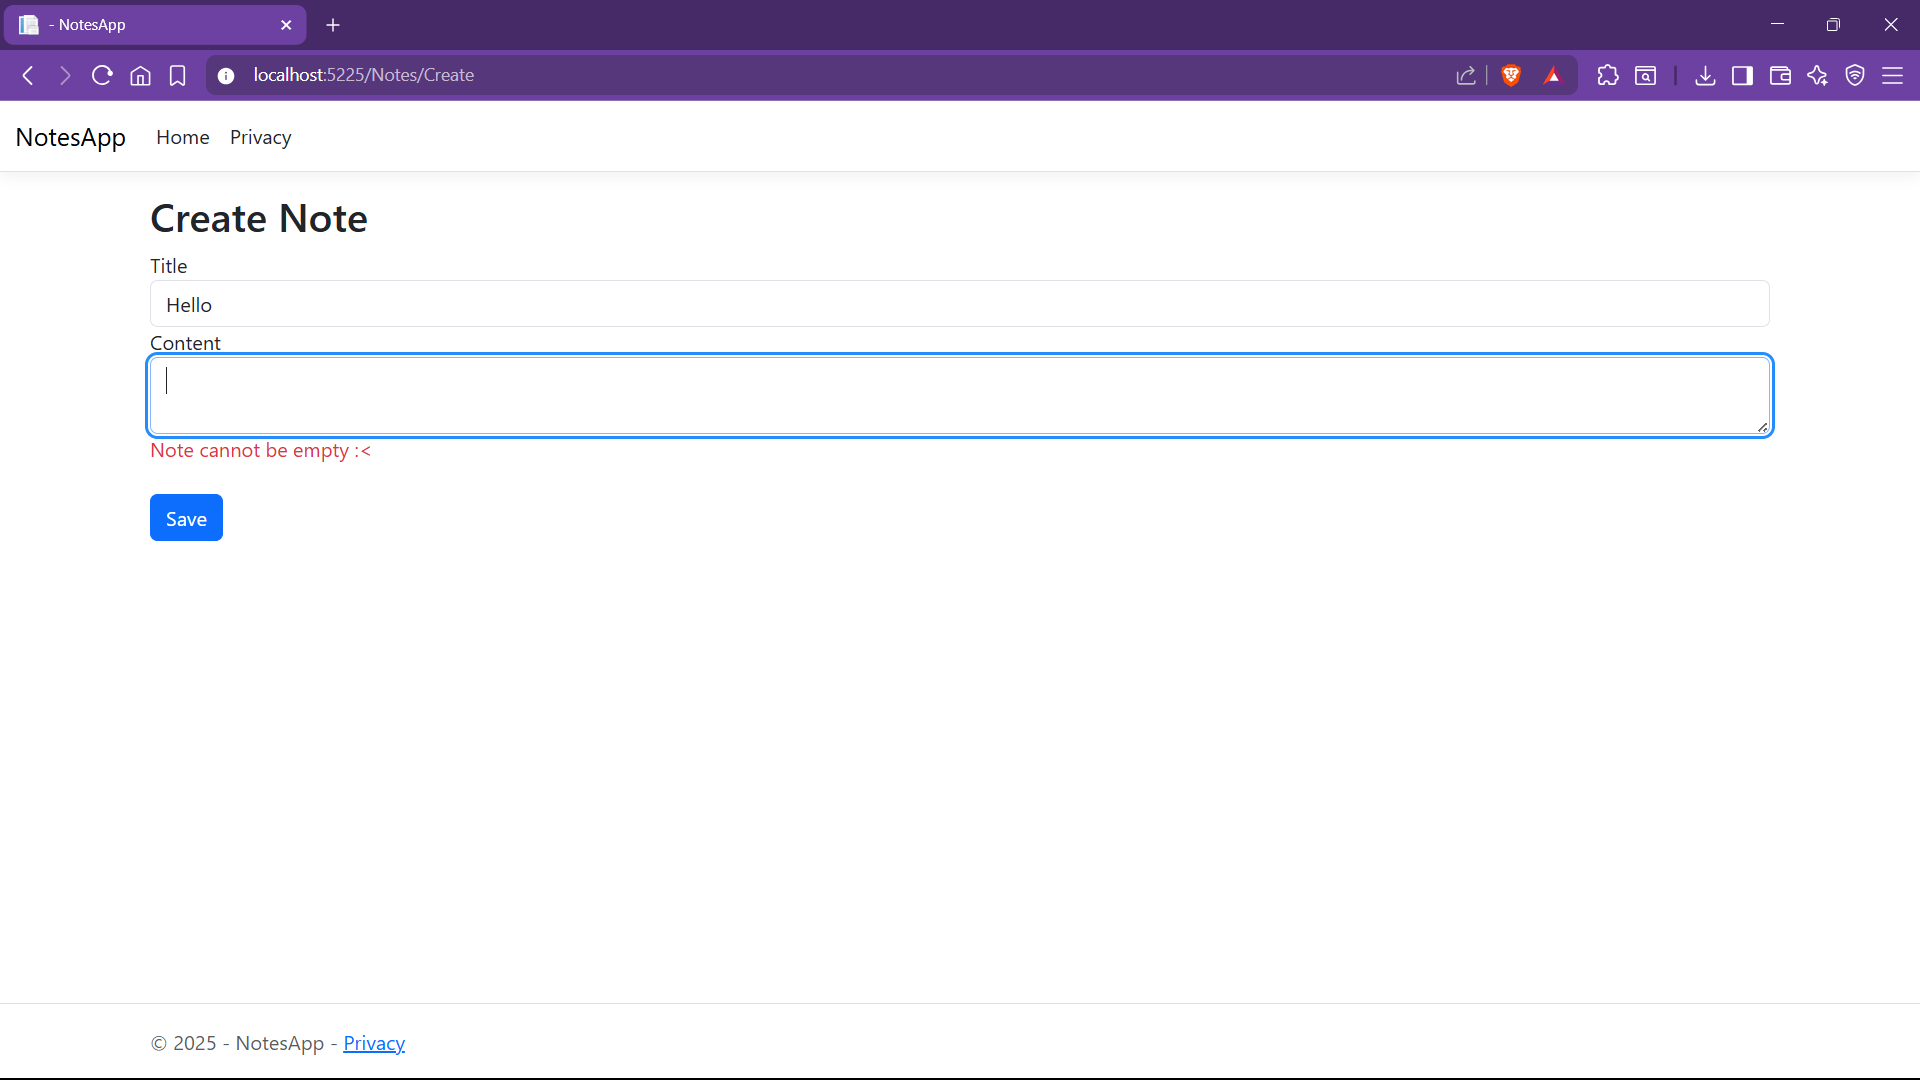 - NotesApp
localhost:5225/Notes/Create
NotesApp Home Privacy
Create Note
Title
Hello
Content
Note cannot be empty :<
Save
© 2025 - NotesApp - Privacy